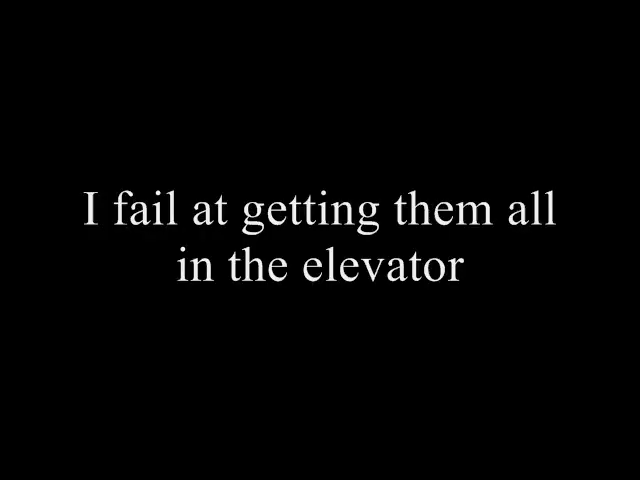 I fail at getting them all
in the elevator